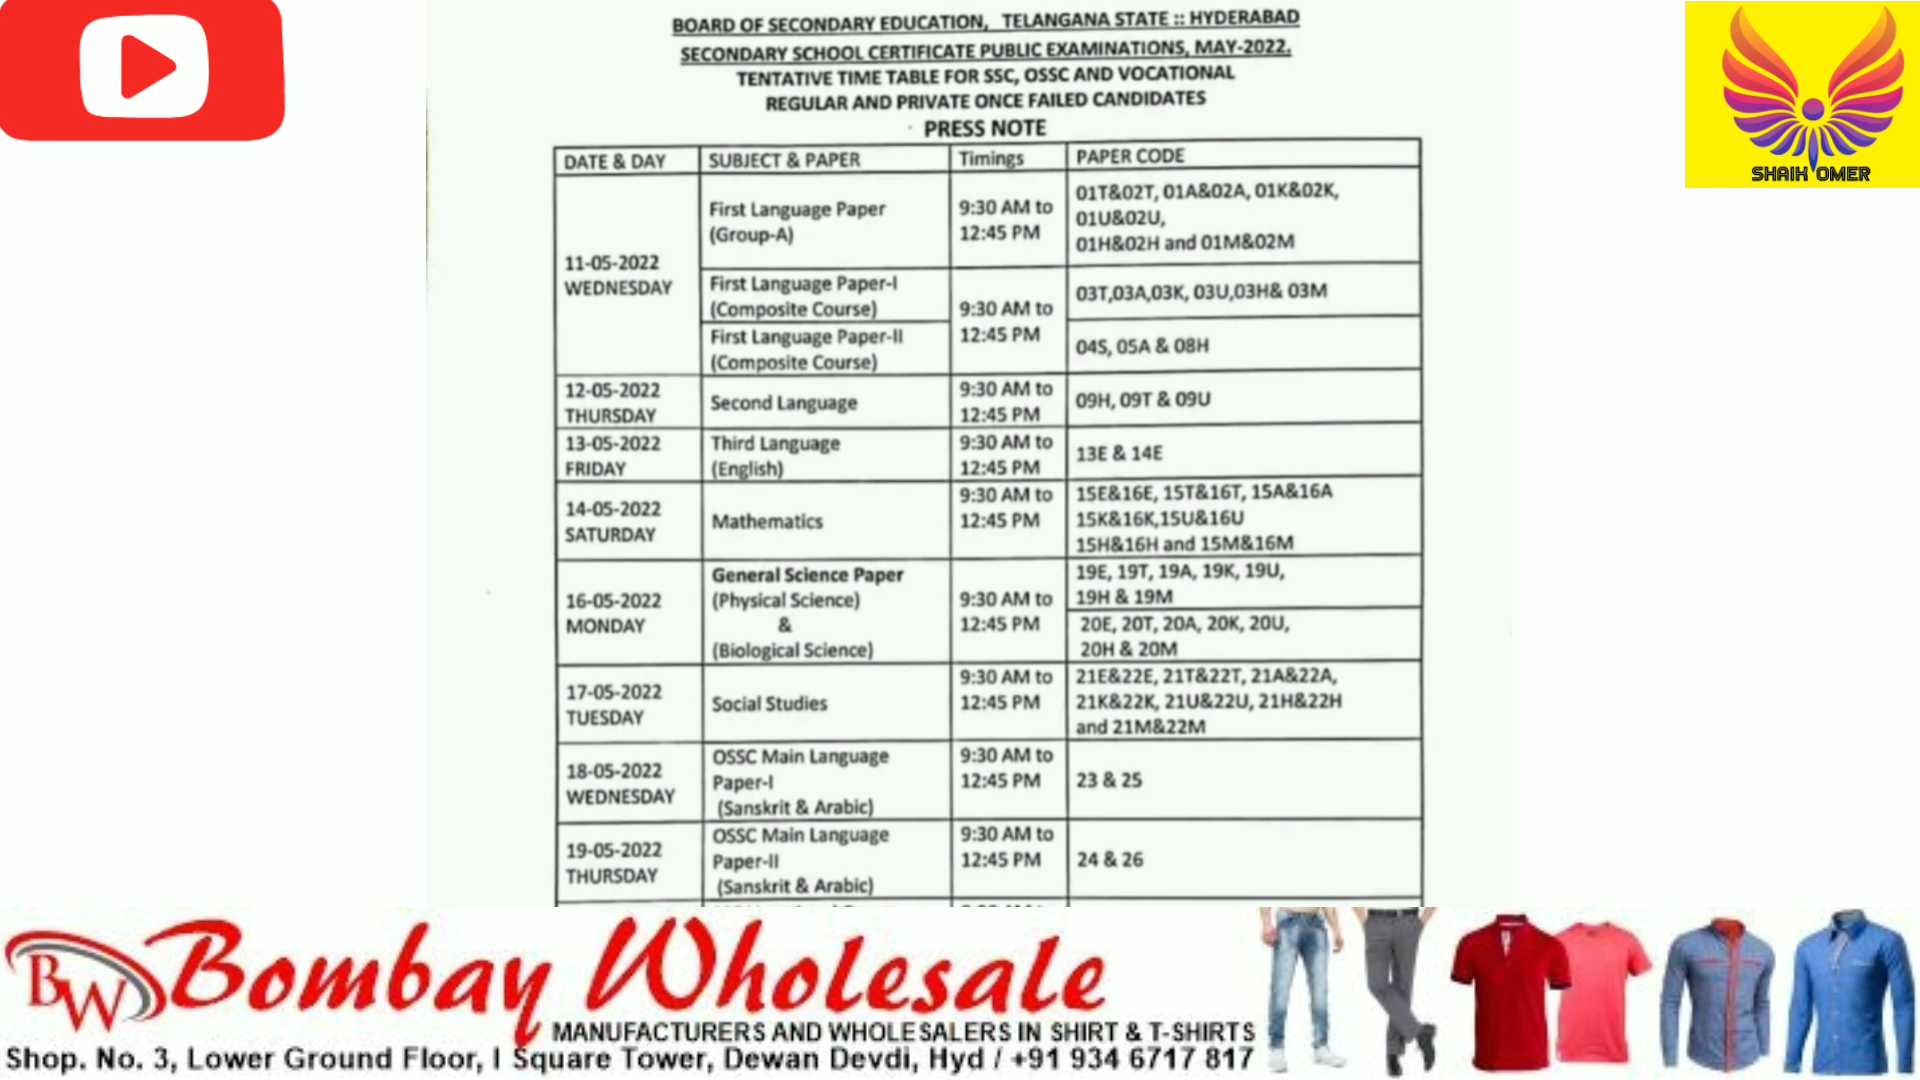 BOARD OF SECONDARY EDUCATION, TELANGANA STATE :: HYDERABAD
SECONDARY SCHOOL CERTIFICATE PUBLIC EXAMINATIONS, MAY-2022.
TENTATIVE TIME TABLE FOR SSC, OSSC AND VOCATIONAL
REGULAR AND PRIVATE ONCE FAILED CANDIDATES
PRESS NOTE
SHAIK OMER
DATE & DAY SUBJECT & PAPER Timings PAPER CODE
11-05-2022
WEDNESDAY
First Language Paper
(Group-A)
9:30 AM to
12:45 PM
01T&02T, 01A&02A, 01K&02K,
01U&02U,
01H&02H and 01M&02M
First Language Paper-I
(Composite Course)
9:30 AM to
12:45 PM
03T,03A,03K, 03U,03H& 03M
First Language Paper-II
(Composite Course)
04S, 05A & 08H
12-05-2022
THURSDAY
Second Language
9:30 AM to
12:45 PM
09H, 09T & 09U
13-05-2022
FRIDAY
Third Language
(English)
9:30 AM to
12:45 PM
13E & 14E
14-05-2022
SATURDAY
Mathematics
9:30 AM to
12:45 PM
15E&16E, 15T&16T, 15A&16A
15K&16K,15U&16U
15H&16H and 15M&16M
16-05-2022
MONDAY
General Science Paper
(Physical Science)
&
(Biological Science)
9:30 AM to
12:45 PM
19E, 19T, 19A, 19K, 19U,
19H & 19M
20E, 20T, 20A, 20K, 20U,
20H & 20M
17-05-2022
TUESDAY
Social Studies
9:30 AM to
12:45 PM
21E&22E, 21T&22T, 21A&22A,
21K&22K, 21U&22U, 21H&22H
and 21M&22M
18-05-2022
WEDNESDAY
OSSC Main Language
Paper-I
(Sanskrit & Arabic)
9:30 AM to
12:45 PM
23 & 25
19-05-2022
THURSDAY
OSSC Main Language
Paper-II
(Sanskrit & Arabic)
9:30 AM to
12:45 PM
24 & 26
BW
Bombay Wholesale
MANUFACTURERS AND WHOLESALERS IN SHIRT & T-SHIRTS
Shop. No. 3, Lower Ground Floor, I Square Tower, Dewan Devdi, Hyd / +91 934 6717 817